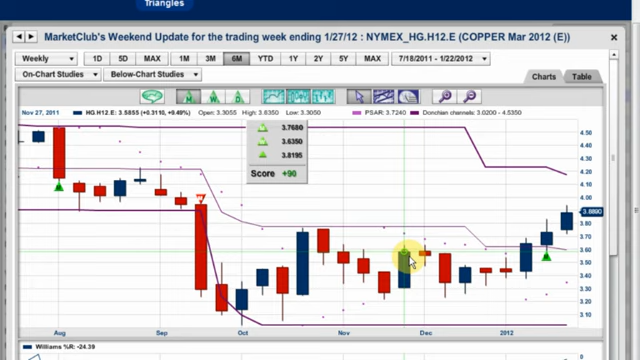 Triangles
MarketClub's Weekend Update for the trading week ending 1/27/12 : NYMEX_HG.H12.E (COPPER Mar 2012 (E))
Weekly 1D 5D MAX 1M 3M 6M YTD 1Y 2Y 5Y MAX 7/18/2011 - 1/22/2012
On-Chart Studies Below-Chart Studies Charts Table
M W D
Nov 27, 2011 HG.H12.E 3.5855 (+0.3110, +9.49%) Open: 3.3055 High: 3.6350 Low: 3.3050 PSAR: 3.7240 Donchian channels: 3.0200 - 4.5350
3.7680
3.6350
3.8195
Score +90
4.50
4.40
4.30
4.20
4.10
4.00
3.90
3.8890
3.80
3.70
3.60
3.50
3.40
3.30
3.20
3.10
Aug Sep Oct Nov Dec 2012
Williams %R: -24.39